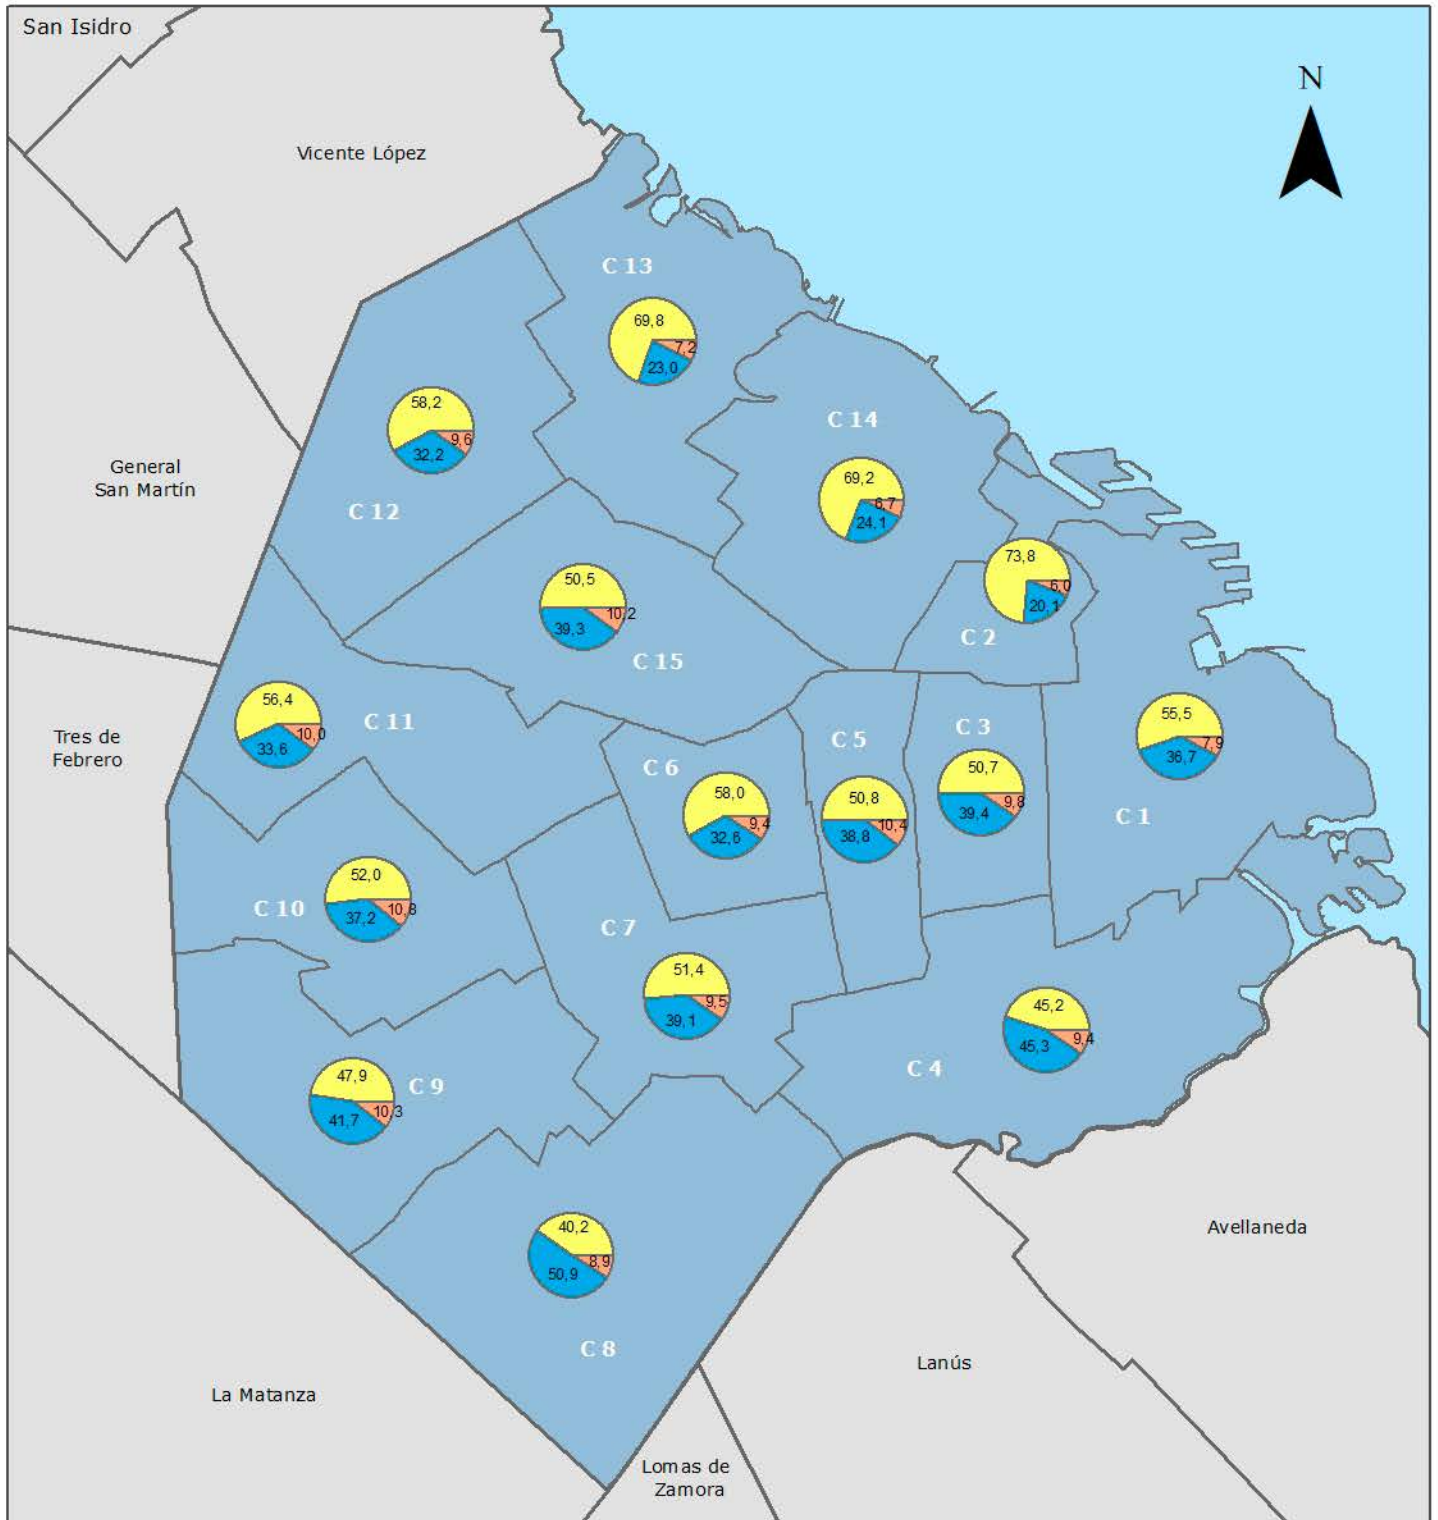 San Isidro
N
Vicente López
C 13
69,8
7,2
23,0
58,2
9,6
32,2
C 12
C 14
69,2
6,7
24,1
General
San Martín
73,8
6,0
20,1
C 2
50,5
10,2
39,3
C 15
56,4
10,0
33,6
C 11
Tres de
Febrero
C 6
58,0
9,4
32,6
C 5
50,8
10,4
38,8
C 3
50,7
9,8
39,4
55,5
7,9
36,7
C 1
52,0
10,8
37,2
C 10
C 7
51,4
9,5
39,1
45,2
9,4
45,3
C 4
47,9
10,3
41,7
C 9
40,2
8,9
50,9
C 8
Avellaneda
Lanús
La Matanza
Lomas de
Zamora